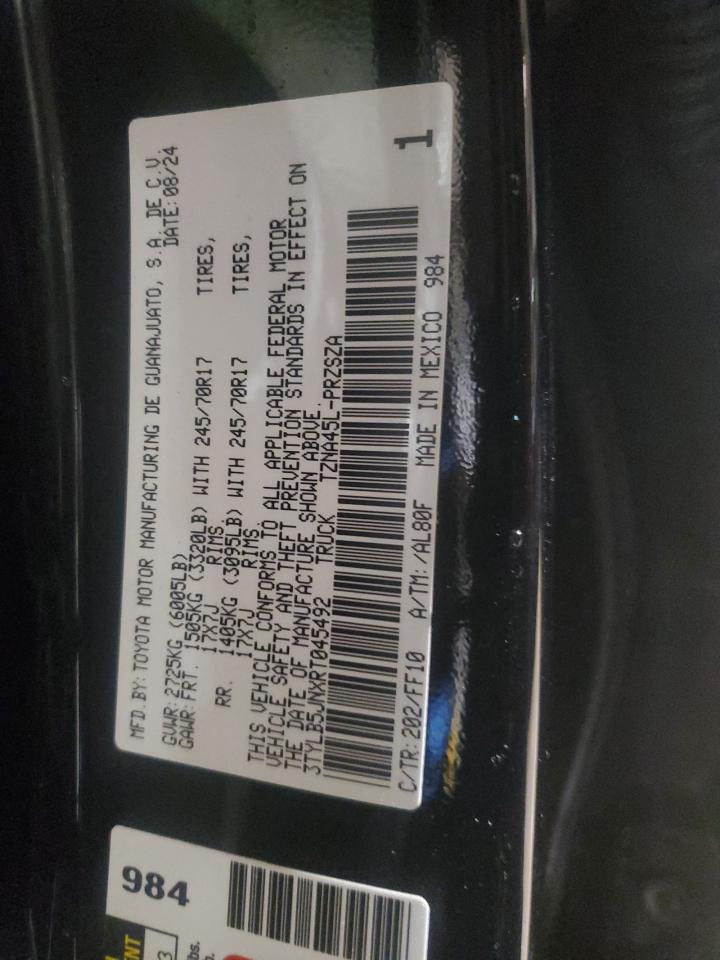 MFD.BY: TOYOTA MOTOR MANUFACTURING DE GUANAJUATO, S.A. DE C.V.
DATE: 08/24
GVWR: 2725KG (6005LB)
GAWR: FRT. 1505KG (3320LB) WITH 245/70R17 TIRES,
17X7J RIMS.
RR. 1405KG (3095LB) WITH 245/70R17 TIRES,
17X7J RIMS.
THIS VEHICLE CONFORMS TO ALL APPLICABLE FEDERAL MOTOR
VEHICLE SAFETY AND THEFT PREVENTION STANDARDS IN EFFECT ON
THE DATE OF MANUFACTURE SHOWN ABOVE.
3TYLB5JNXRT045492 TRUCK TZNA45L-PRZSZA
1
C/TR: 202/FF10 A/TM: /AL80F MADE IN MEXICO 984
984
NT
3
bs.